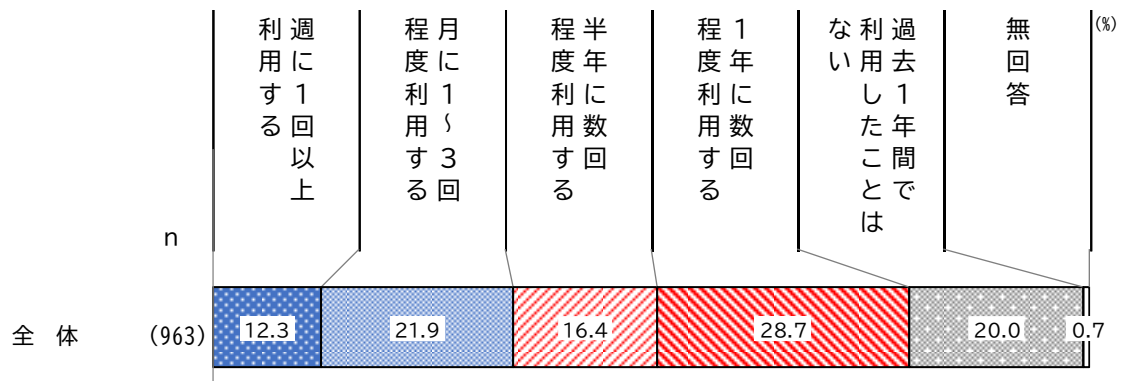 (%)
週に１回以上
利用する
月に１～３回
程度利用する
半年に数回
程度利用する
１年に数回
程度利用する
過去１年間で
利用したことは
ない
無回答
n
全 体 (963) 12.3 21.9 16.4 28.7 20.0 0.7